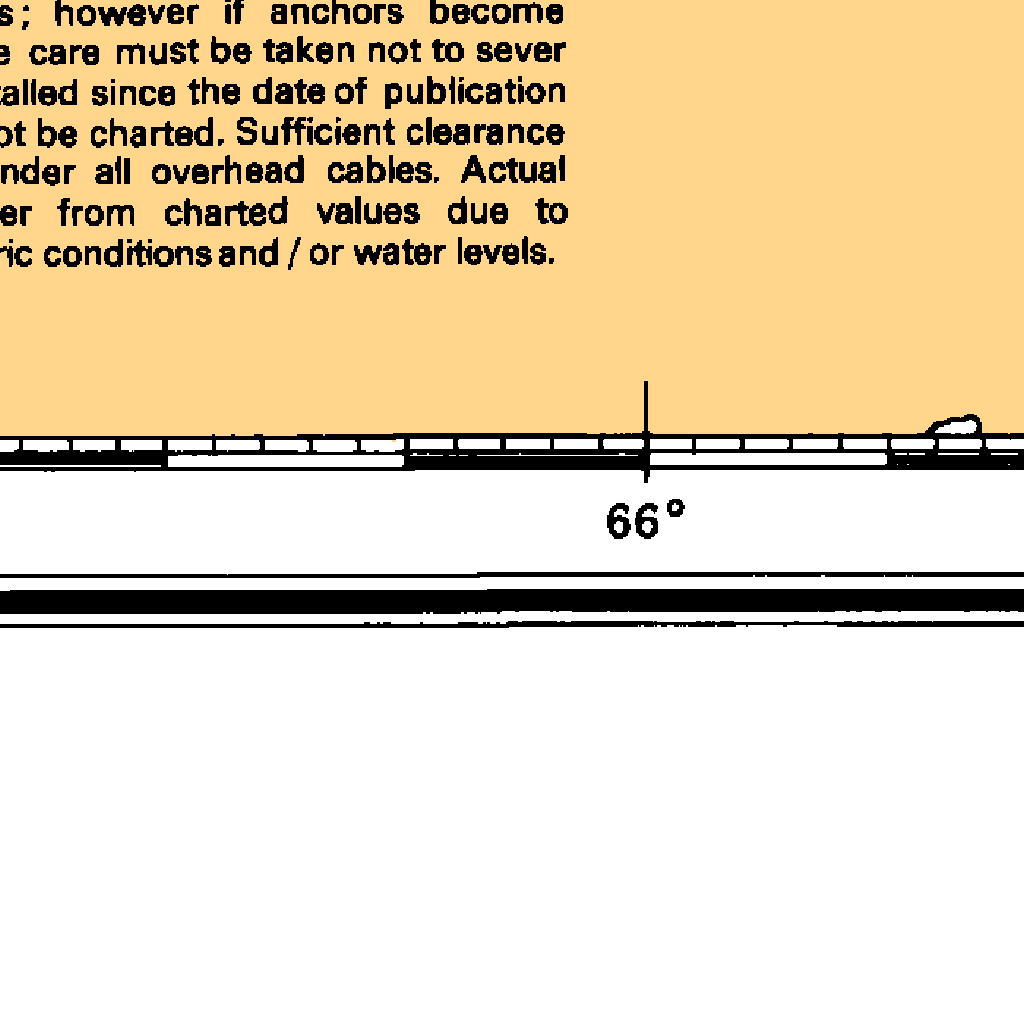 s; however if anchors become
e care must be taken not to sever
talled since the date of publication
ot be charted. Sufficient clearance
nder all overhead cables. Actual
er from charted values due to
ric conditions and / or water levels.
66°